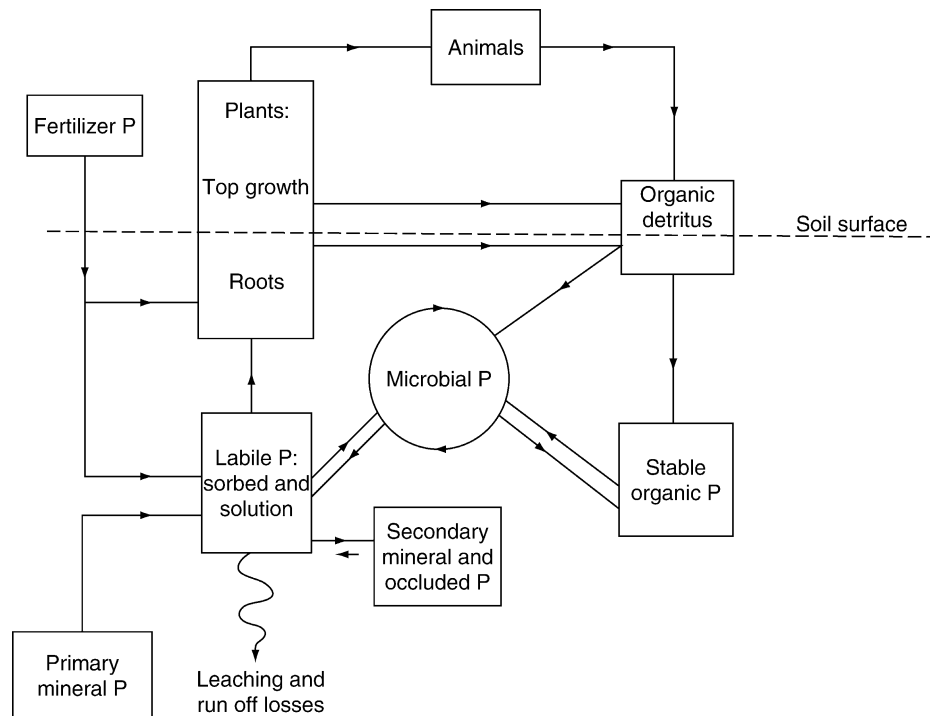 Animals
Fertilizer P
Plants:
Top growth
Roots
Organic
detritus
Soil surface
Microbial P
Labile P:
sorbed and
solution
Stable
organic P
Secondary
mineral and
occluded P
Primary
mineral P
Leaching and
run off losses